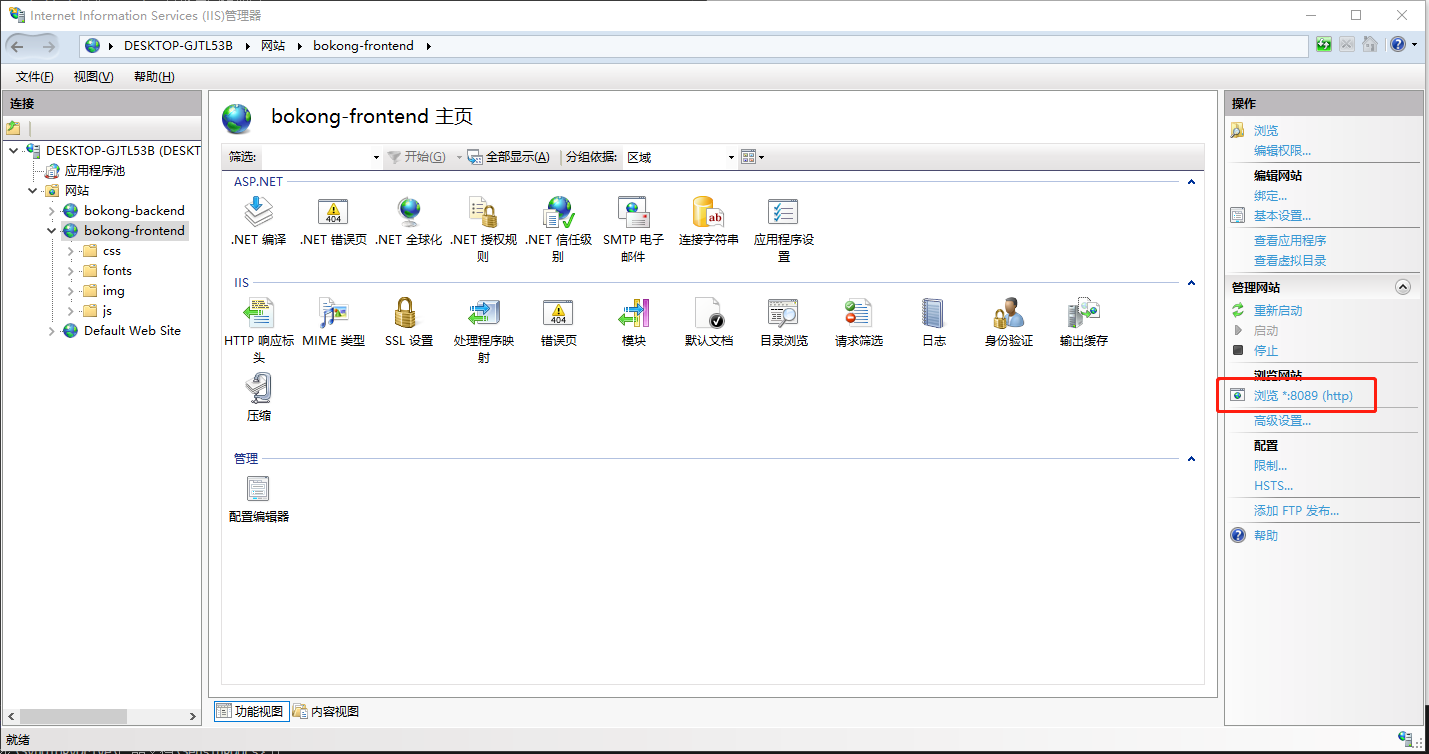 Internet Information Services (IIS)管理器
DESKTOP-GJTL53B
网站
bokong-frontend
文件(F)
视图(V)
帮助(H)
连接
DESKTOP-GJTL53B (DESKT
应用程序池
网站
bokong-backend
bokong-frontend
css
fonts
img
js
Default Web Site
bokong-frontend 主页
筛选:
开始(G)
全部显示(A)
分组依据:
区域
ASP.NET
.NET 编译
.NET 错误页
.NET 全球化
.NET 授权规
则
.NET 信任级
别
SMTP 电子
邮件
连接字符串
应用程序设
置
IIS
HTTP 响应标
头
MIME 类型
SSL 设置
处理程序映
射
错误页
模块
默认文档
目录浏览
请求筛选
日志
身份验证
输出缓存
压缩
管理
配置编辑器
功能视图
内容视图
操作
浏览
编辑权限...
编辑网站
绑定...
基本设置...
查看应用程序
查看虚拟目录
管理网站
重新启动
启动
停止
浏览网站
浏览 *:8089 (http)
高级设置...
配置
限制...
HSTS...
添加 FTP 发布...
帮助
就绪